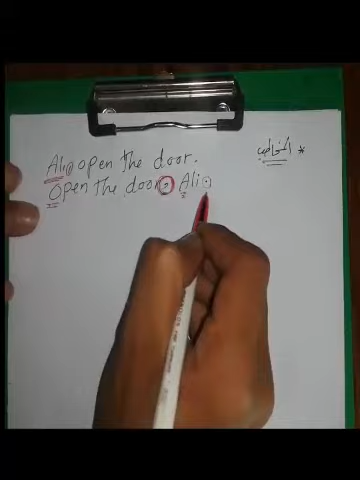 * المخاطب
Ali, open the door.
Open the door, Ali.